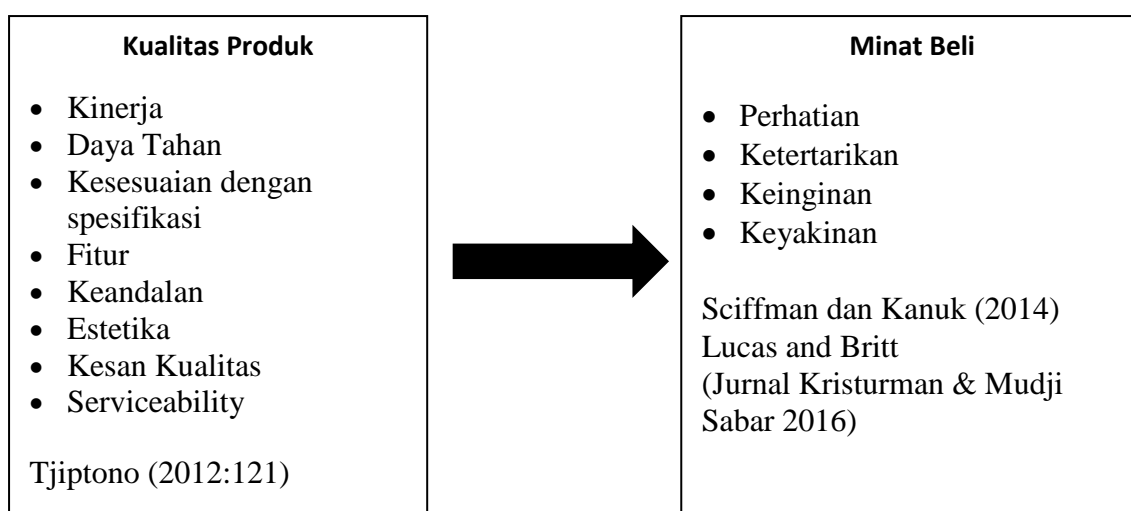 Kualitas Produk
• Kinerja
• Daya Tahan
• Kesesuaian dengan
spesifikasi
• Fitur
• Keandalan
• Estetika
• Kesan Kualitas
• Serviceability
Tjiptono (2012:121)
Minat Beli
• Perhatian
• Ketertarikan
• Keinginan
• Keyakinan
Sciffman dan Kanuk (2014)
Lucas and Britt
(Jurnal Kristurman & Mudji
Sabar 2016)